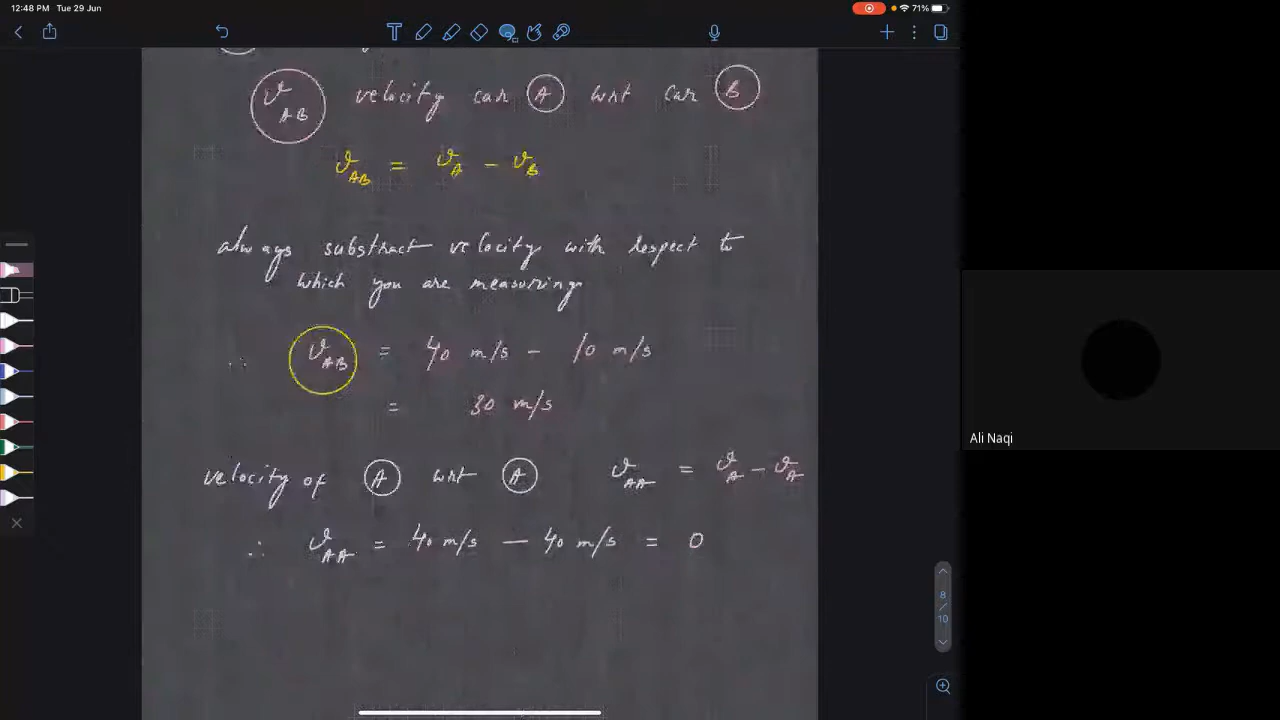 12:48 PM Tue 29 Jun
71%
v_AB velocity car A wrt car B
v_AB = v_A - v_B
always substract velocity with respect to
which you are measuring
∴ v_AB = 40 m/s - 10 m/s
= 30 m/s
velocity of A wrt A v_AA = v_A - v_A
∴ v_AA = 40 m/s - 40 m/s = 0
8
/
10
Ali Naqi